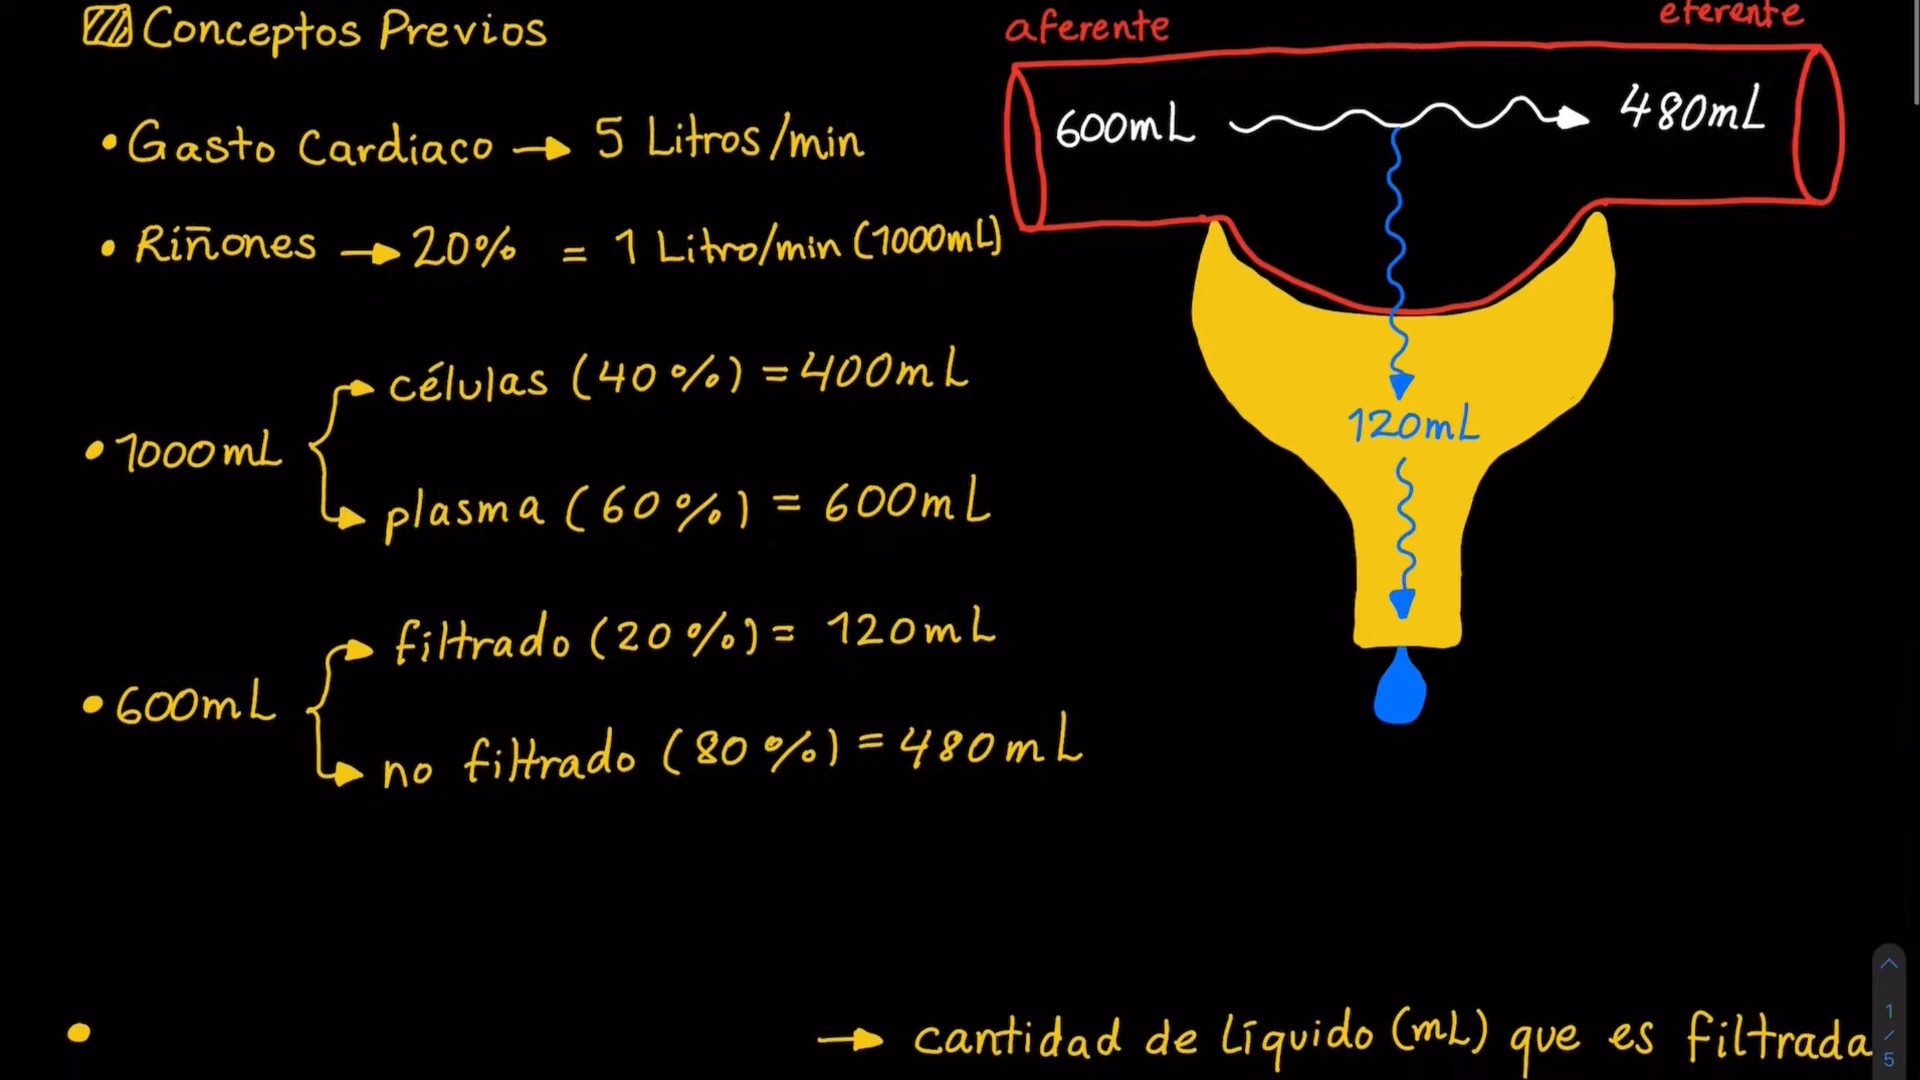 Conceptos Previos
• Gasto Cardiaco → 5 Litros/min
• Riñones → 20% = 1 Litro/min (1000mL)
• 1000mL
células (40%) = 400mL
plasma (60%) = 600mL
• 600mL
filtrado (20%) = 120mL
no filtrado (80%) = 480mL
aferente
eferente
600mL
480mL
120mL
• → cantidad de líquido (mL) que es filtrada
1
/
5